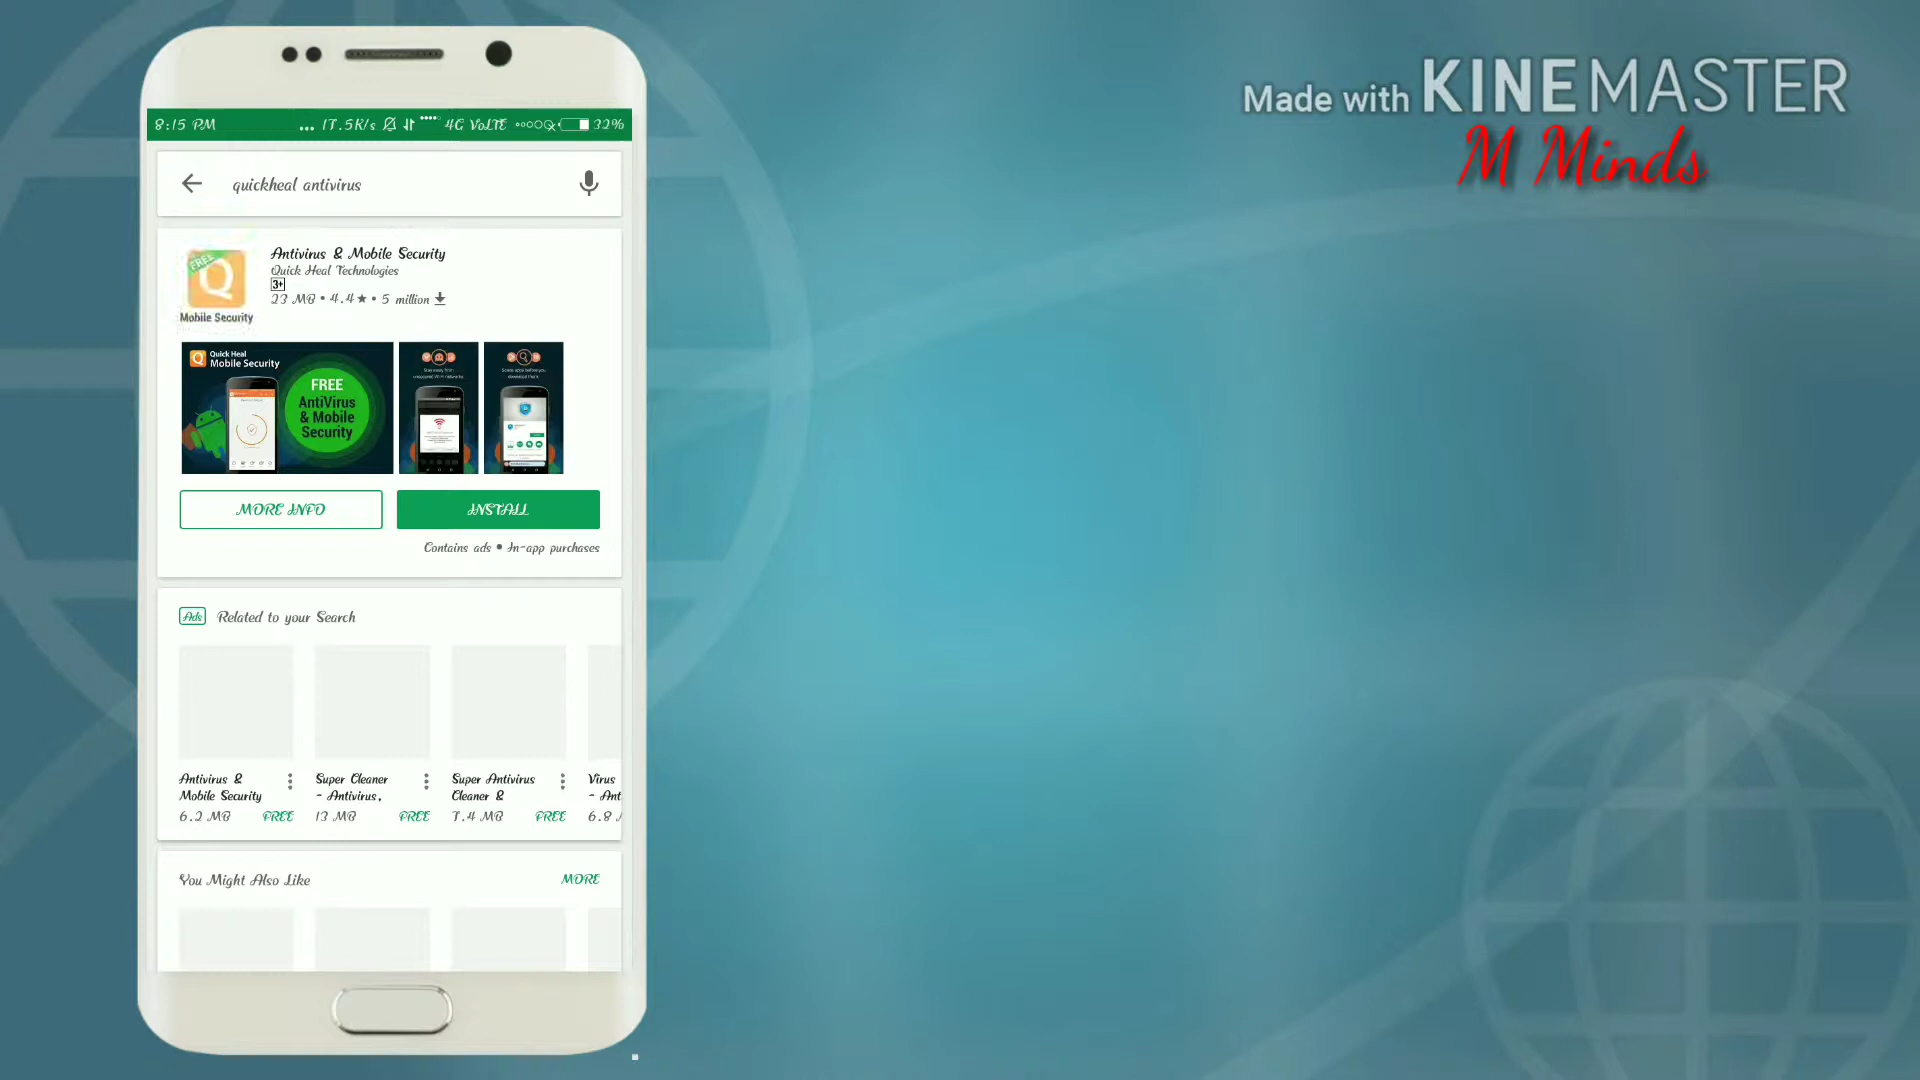 Made with KINEMASTER
M Minds
8:15 PM ... 17.5K/s 4G VoLTE 32%
quickheal antivirus
FREE
Mobile Security
Antivirus & Mobile Security
Quick Heal Technologies
3+
23 MB • 4.4★ • 5 million
Quick Heal
Mobile Security
FREE
AntiVirus
& Mobile
Security
MORE INFO
INSTALL
Contains ads • In-app purchases
Ads Related to your Search
Antivirus &
Mobile Security
6.2 MB FREE
Super Cleaner
- Antivirus,
13 MB FREE
Super Antivirus
Cleaner &
7.4 MB FREE
Virus
- Ant
6.8
You Might Also Like MORE